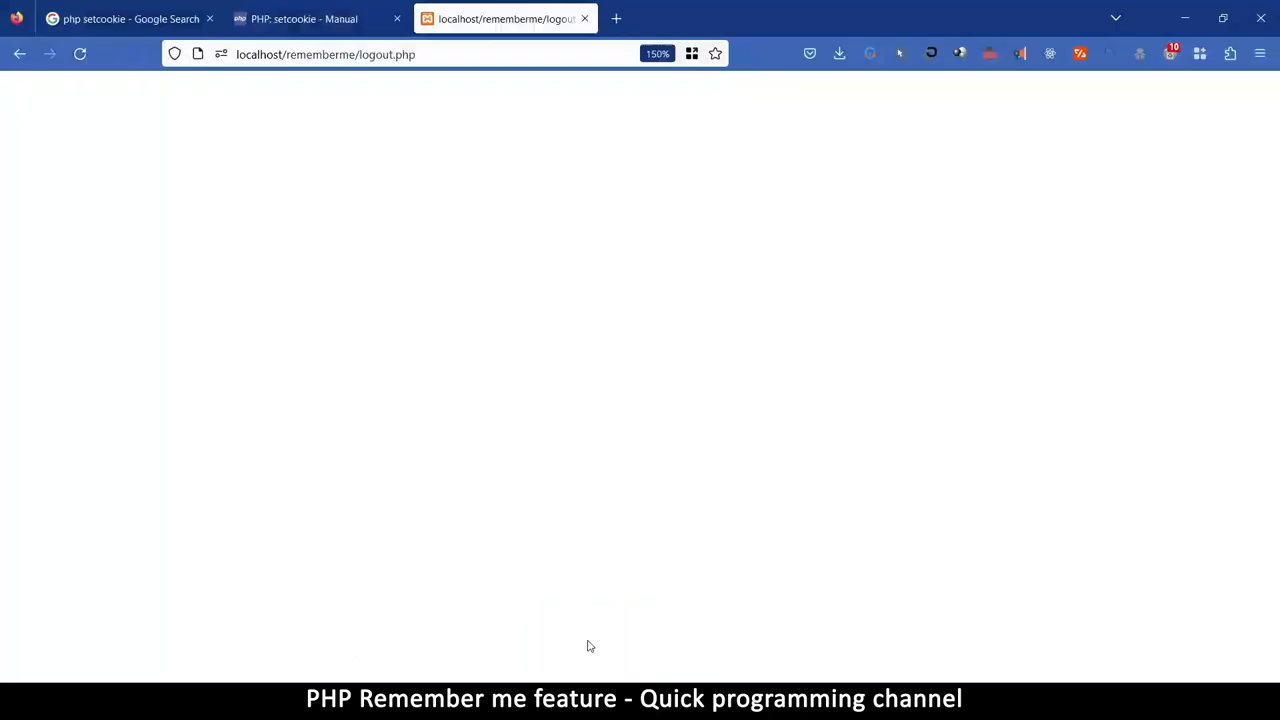 php setcookie - Google Search
PHP: setcookie - Manual
localhost/rememberme/logout
localhost/rememberme/logout.php
150%
10
PHP Remember me feature - Quick programming channel